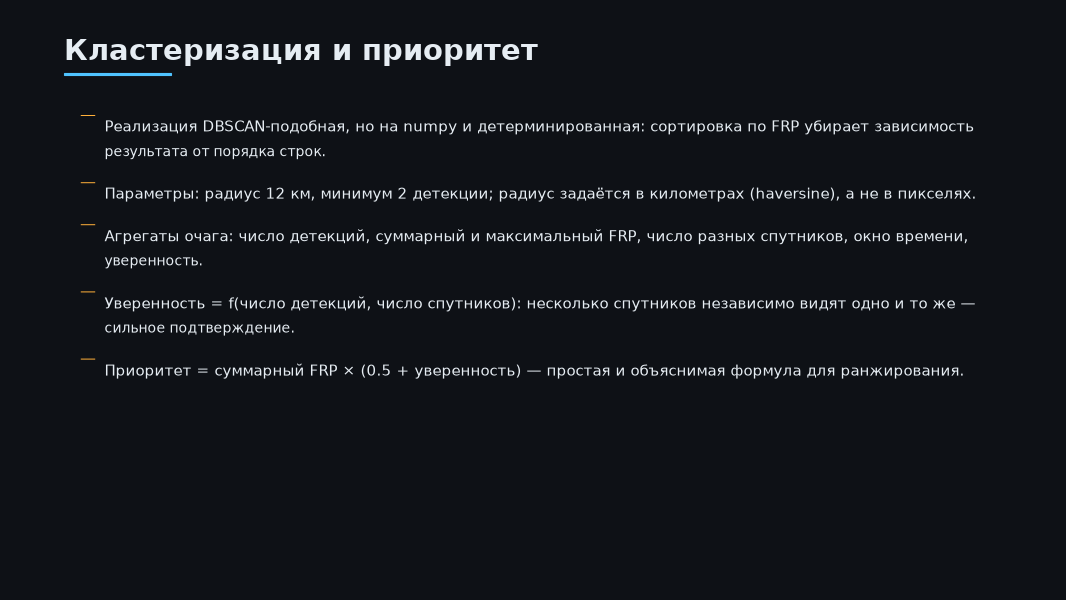 Кластеризация и приоритет
— Реализация DBSCAN-подобная, но на numpy и детерминированная: сортировка по FRP убирает зависимость
результата от порядка строк.
— Параметры: радиус 12 км, минимум 2 детекции; радиус задаётся в километрах (haversine), а не в пикселях.
— Агрегаты очага: число детекций, суммарный и максимальный FRP, число разных спутников, окно времени,
уверенность.
— Уверенность = f(число детекций, число спутников): несколько спутников независимо видят одно и то же —
сильное подтверждение.
— Приоритет = суммарный FRP × (0.5 + уверенность) — простая и объяснимая формула для ранжирования.